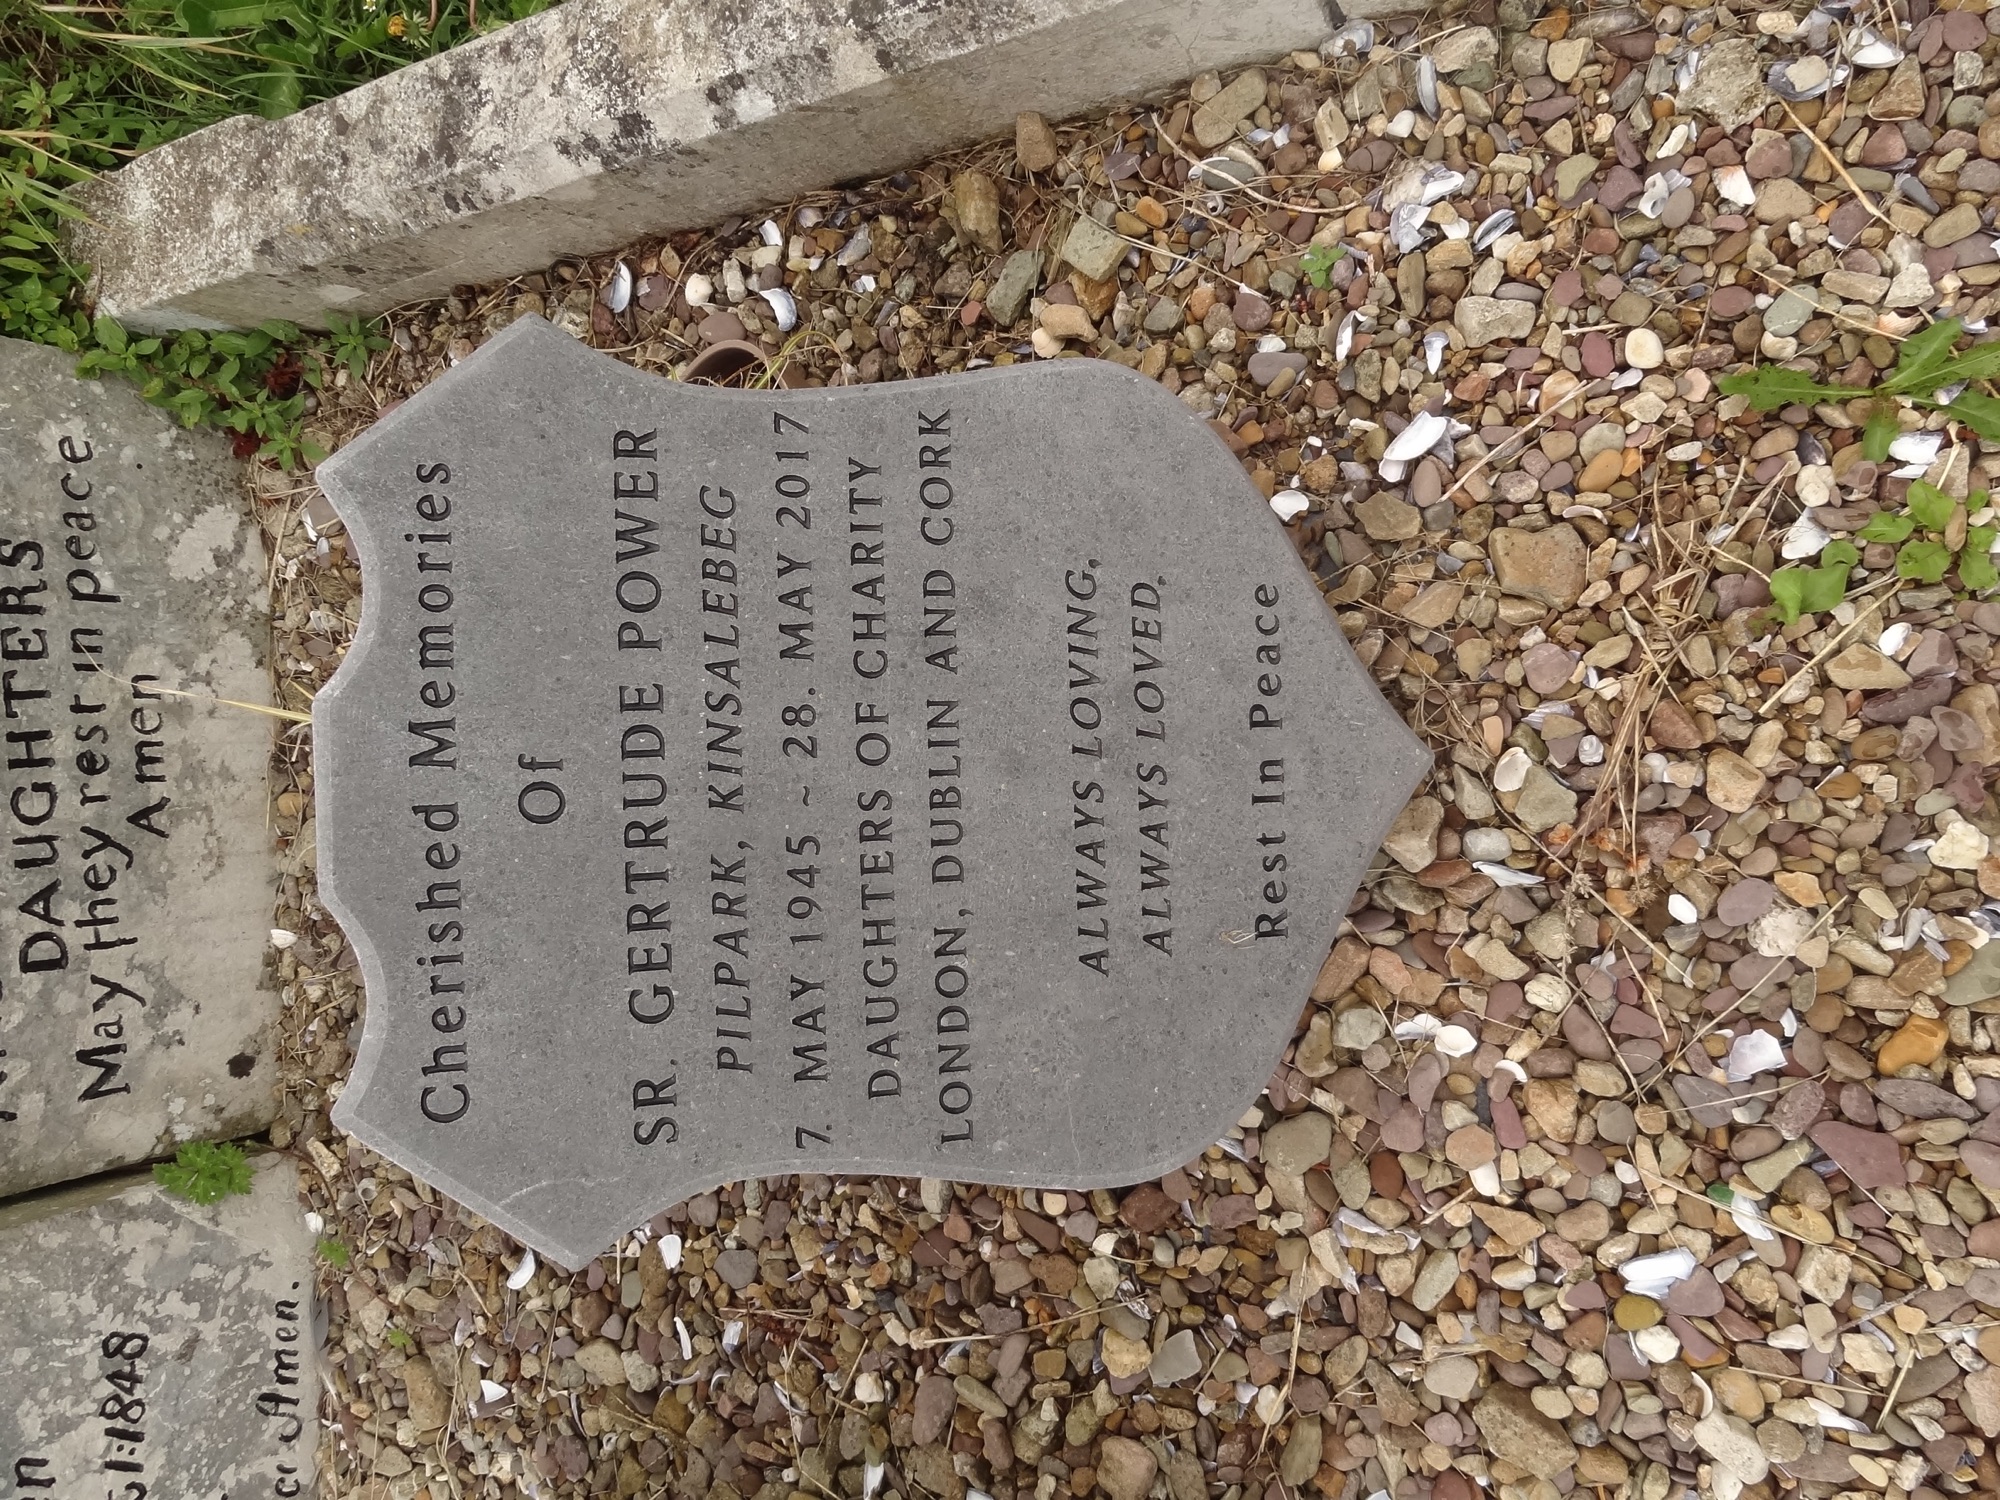 DAUGHTERS
May they rest in peace
Amen
1848
Amen.
Cherished Memories
Of
SR. GERTRUDE POWER
PILPARK, KINSALEBEG
7. MAY 1945 ~ 28. MAY 2017
DAUGHTERS OF CHARITY
LONDON, DUBLIN AND CORK
ALWAYS LOVING,
ALWAYS LOVED,
Rest In Peace